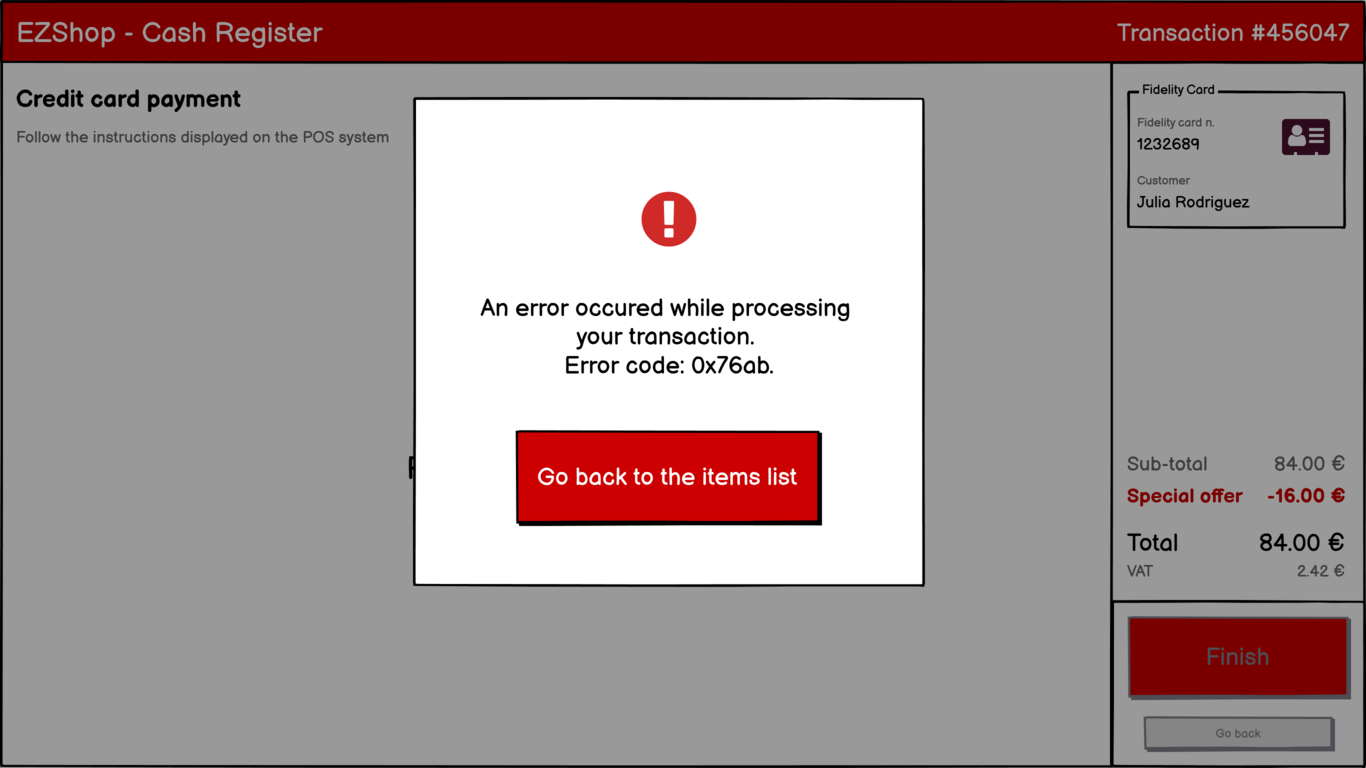 EZShop - Cash Register
Transaction #456047
Credit card payment
Follow the instructions displayed on the POS system
An error occured while processing
your transaction.
Error code: 0x76ab.
Go back to the items list
Fidelity Card
Fidelity card n.
1232689
Customer
Julia Rodriguez
Sub-total 84.00 €
Special offer -16.00 €
Total 84.00 €
VAT 2.42 €
Finish
Go back